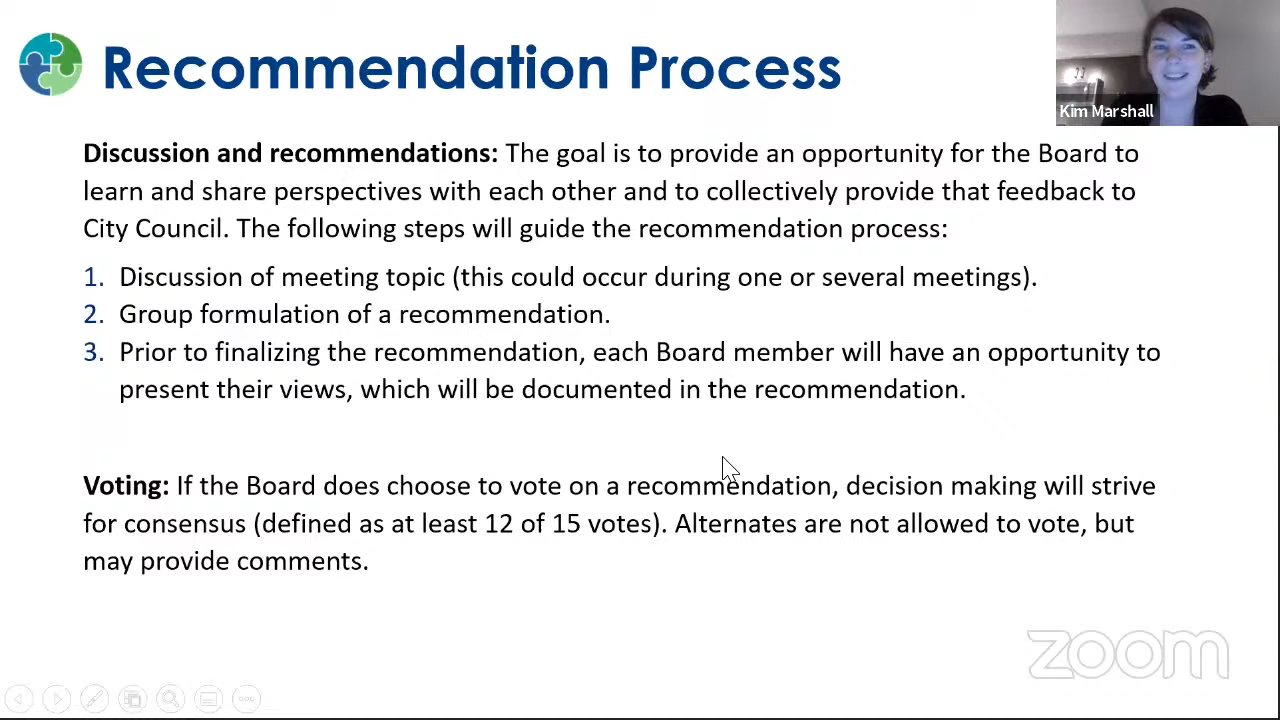 Recommendation Process
Kim Marshall
Discussion and recommendations: The goal is to provide an opportunity for the Board to
learn and share perspectives with each other and to collectively provide that feedback to
City Council. The following steps will guide the recommendation process:
1. Discussion of meeting topic (this could occur during one or several meetings).
2. Group formulation of a recommendation.
3. Prior to finalizing the recommendation, each Board member will have an opportunity to
present their views, which will be documented in the recommendation.
Voting: If the Board does choose to vote on a recommendation, decision making will strive
for consensus (defined as at least 12 of 15 votes). Alternates are not allowed to vote, but
may provide comments.
zoom